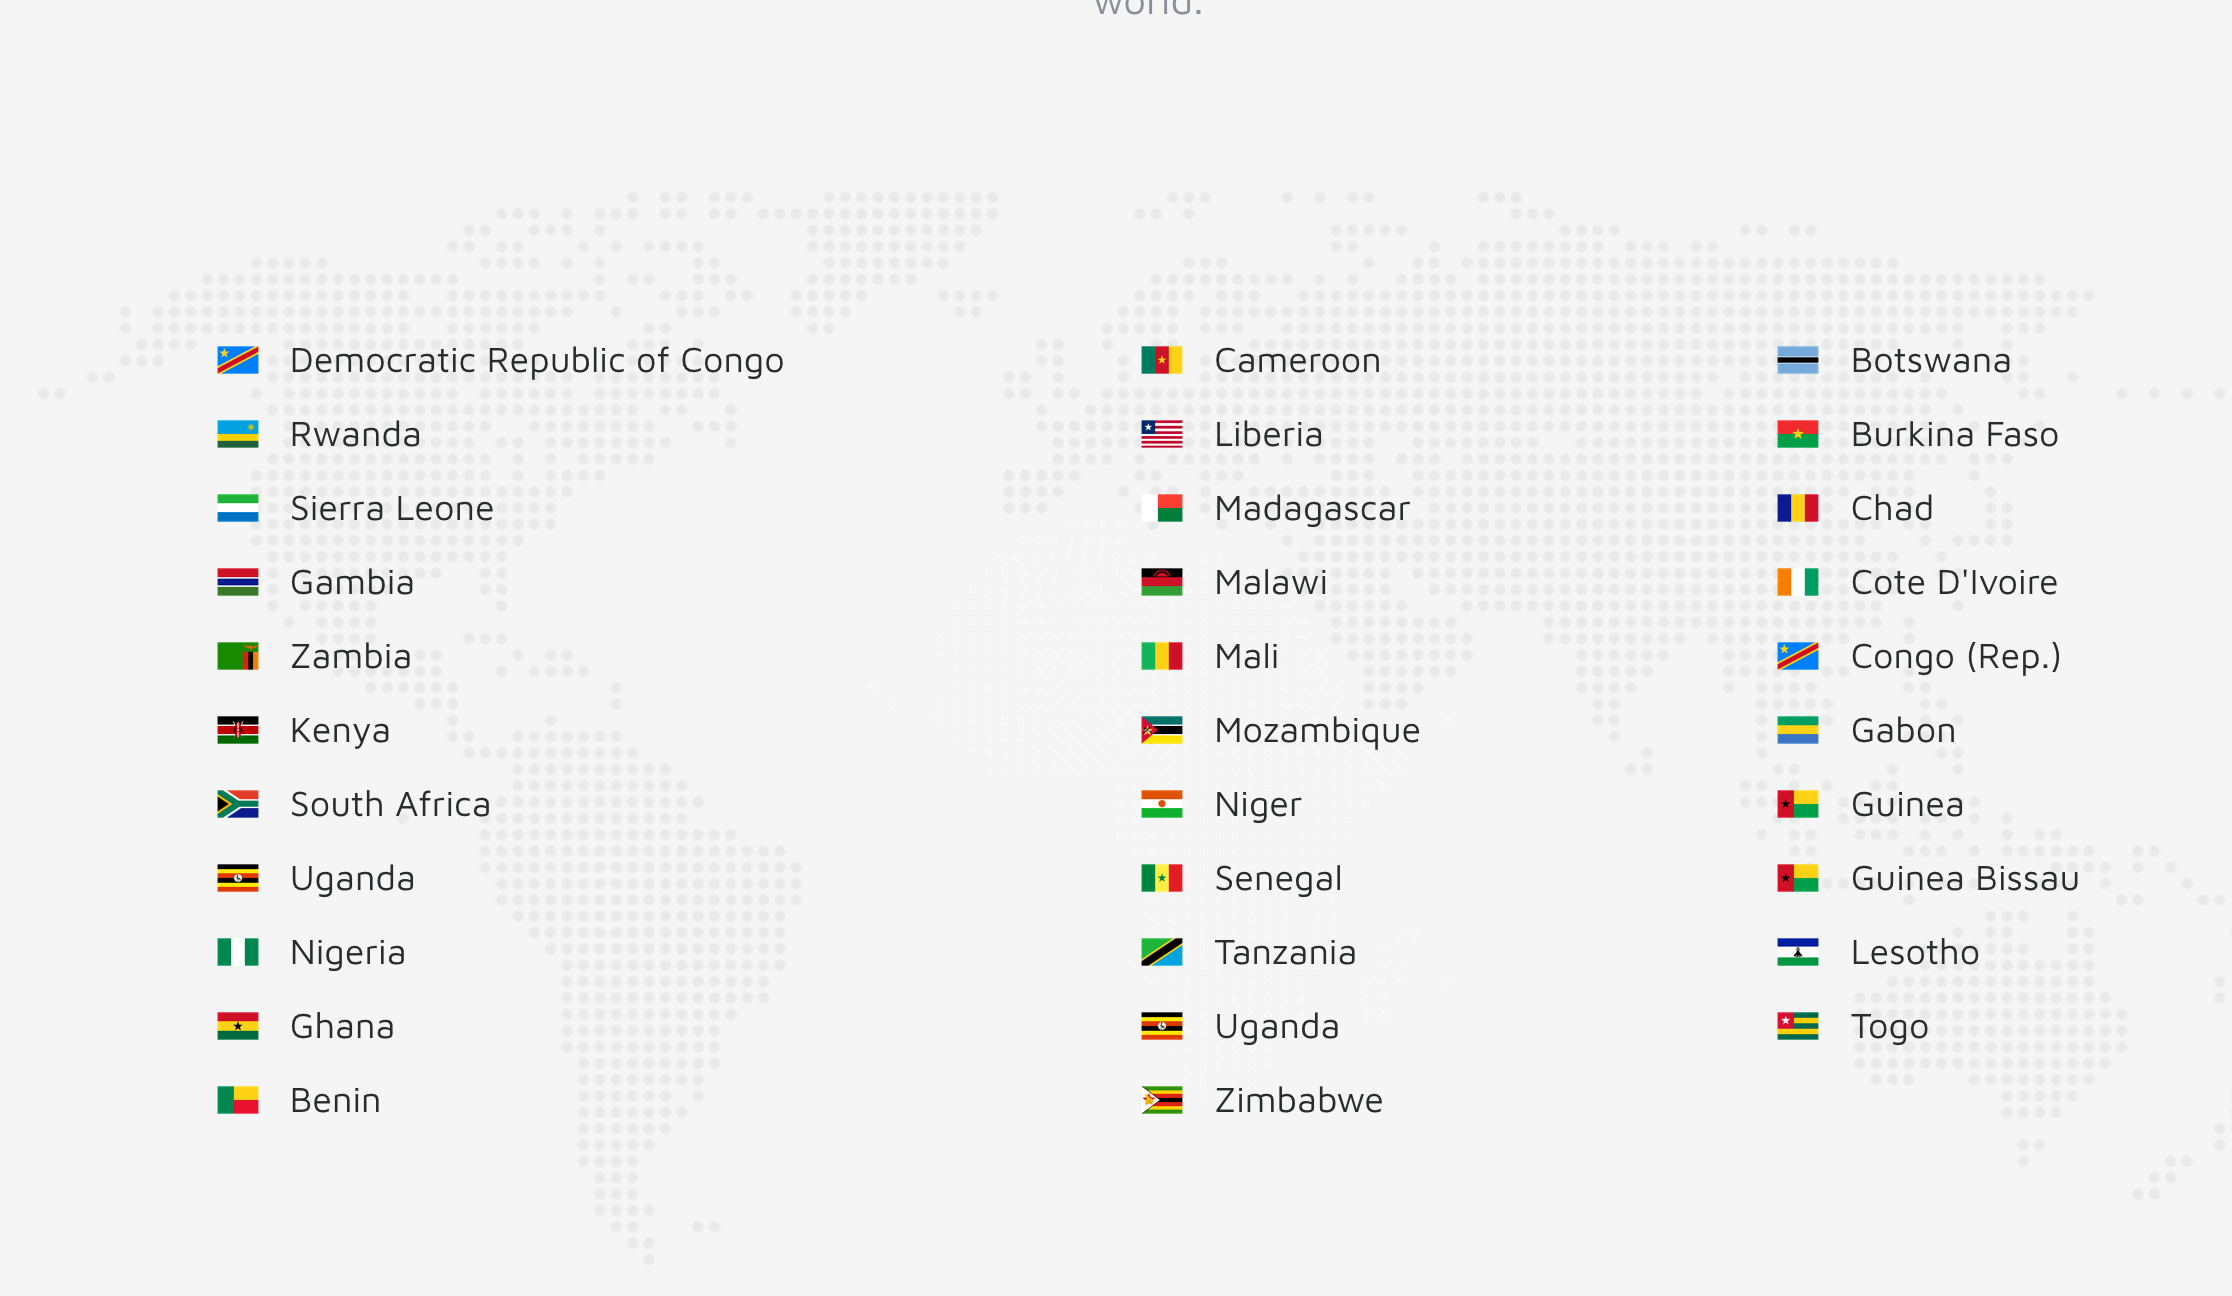 world.
Democratic Republic of Congo
Rwanda
Sierra Leone
Gambia
Zambia
Kenya
South Africa
Uganda
Nigeria
Ghana
Benin
Cameroon
Liberia
Madagascar
Malawi
Mali
Mozambique
Niger
Senegal
Tanzania
Uganda
Zimbabwe
Botswana
Burkina Faso
Chad
Cote D'Ivoire
Congo (Rep.)
Gabon
Guinea
Guinea Bissau
Lesotho
Togo